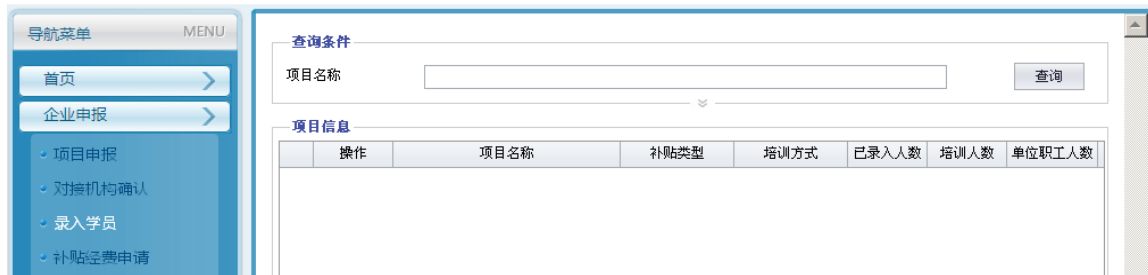 导航菜单 MENU
首页
企业申报
项目申报
对接机构确认
录入学员
补贴经费申请
查询条件
项目名称 查询
项目信息
操作 项目名称 补贴类型 培训方式 已录入人数 培训人数 单位职工人数